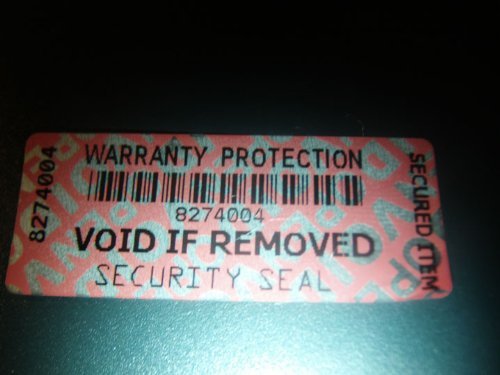 WARRANTY PROTECTION
8274004
8274004
VOID IF REMOVED
SECURITY SEAL
SECURED ITEM